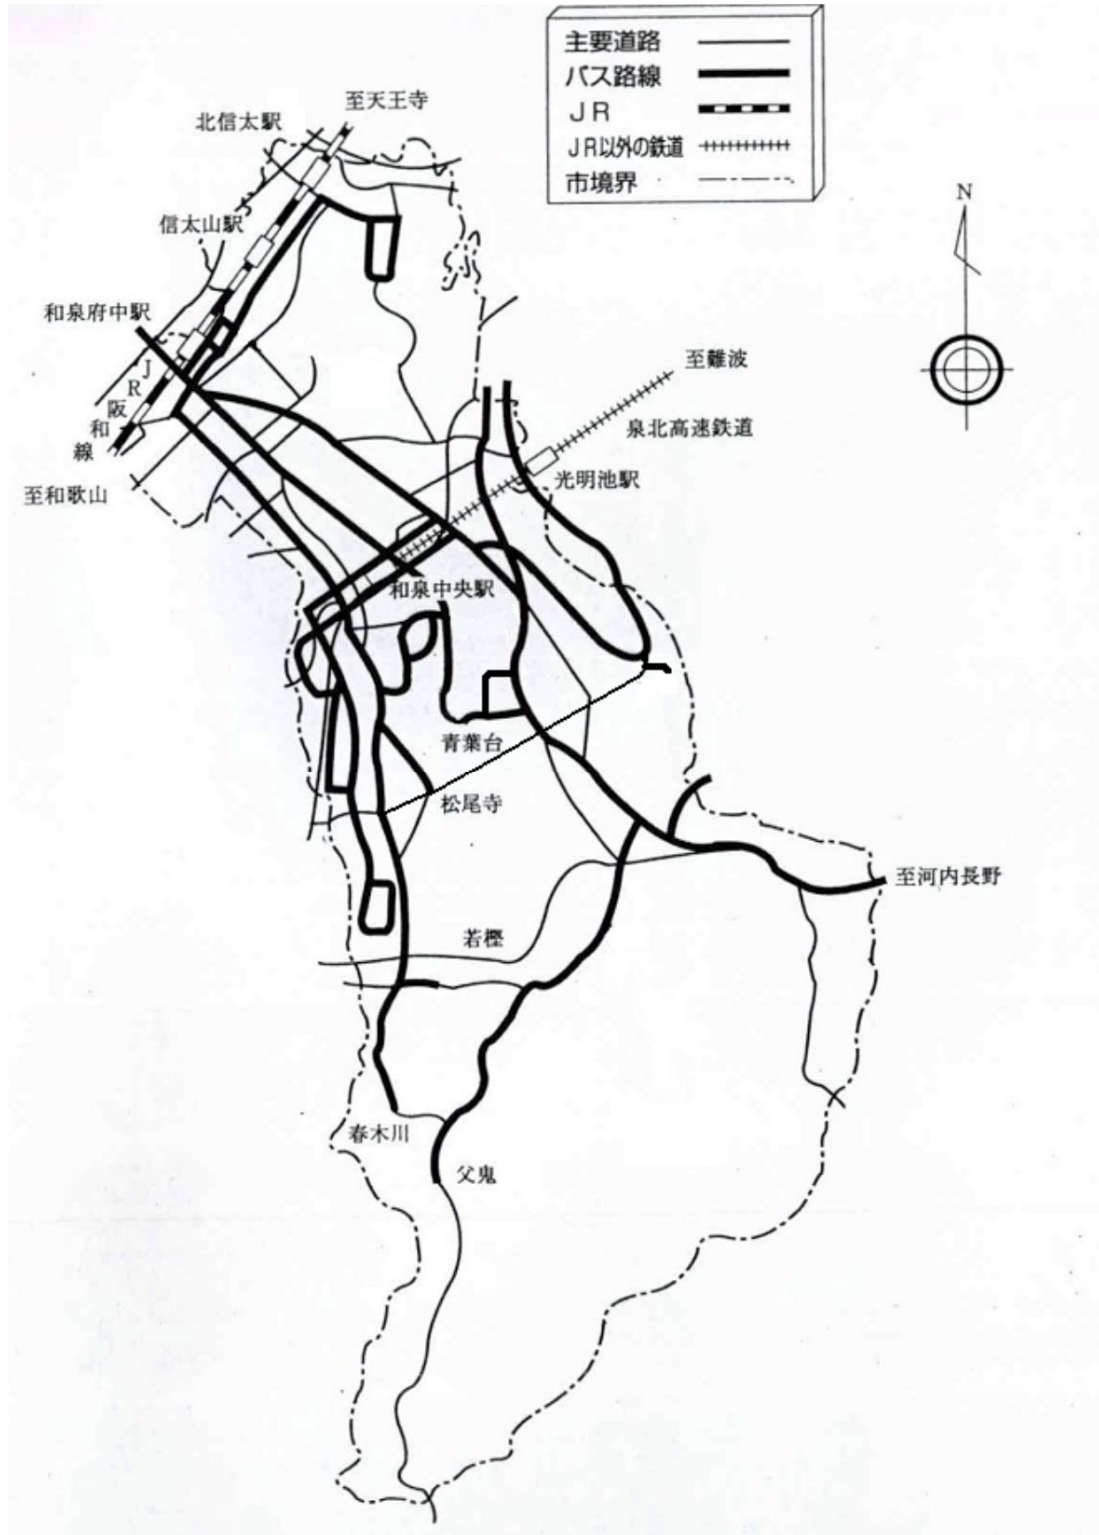 主要道路
バス路線
JR
JR以外の鉄道
市境界
至天王寺
北信太駅
信太山駅
N
和泉府中駅
至難波
JR阪和線
泉北高速鉄道
光明池駅
至和歌山
和泉中央駅
青葉台
松尾寺
至河内長野
若樫
春木川
父鬼